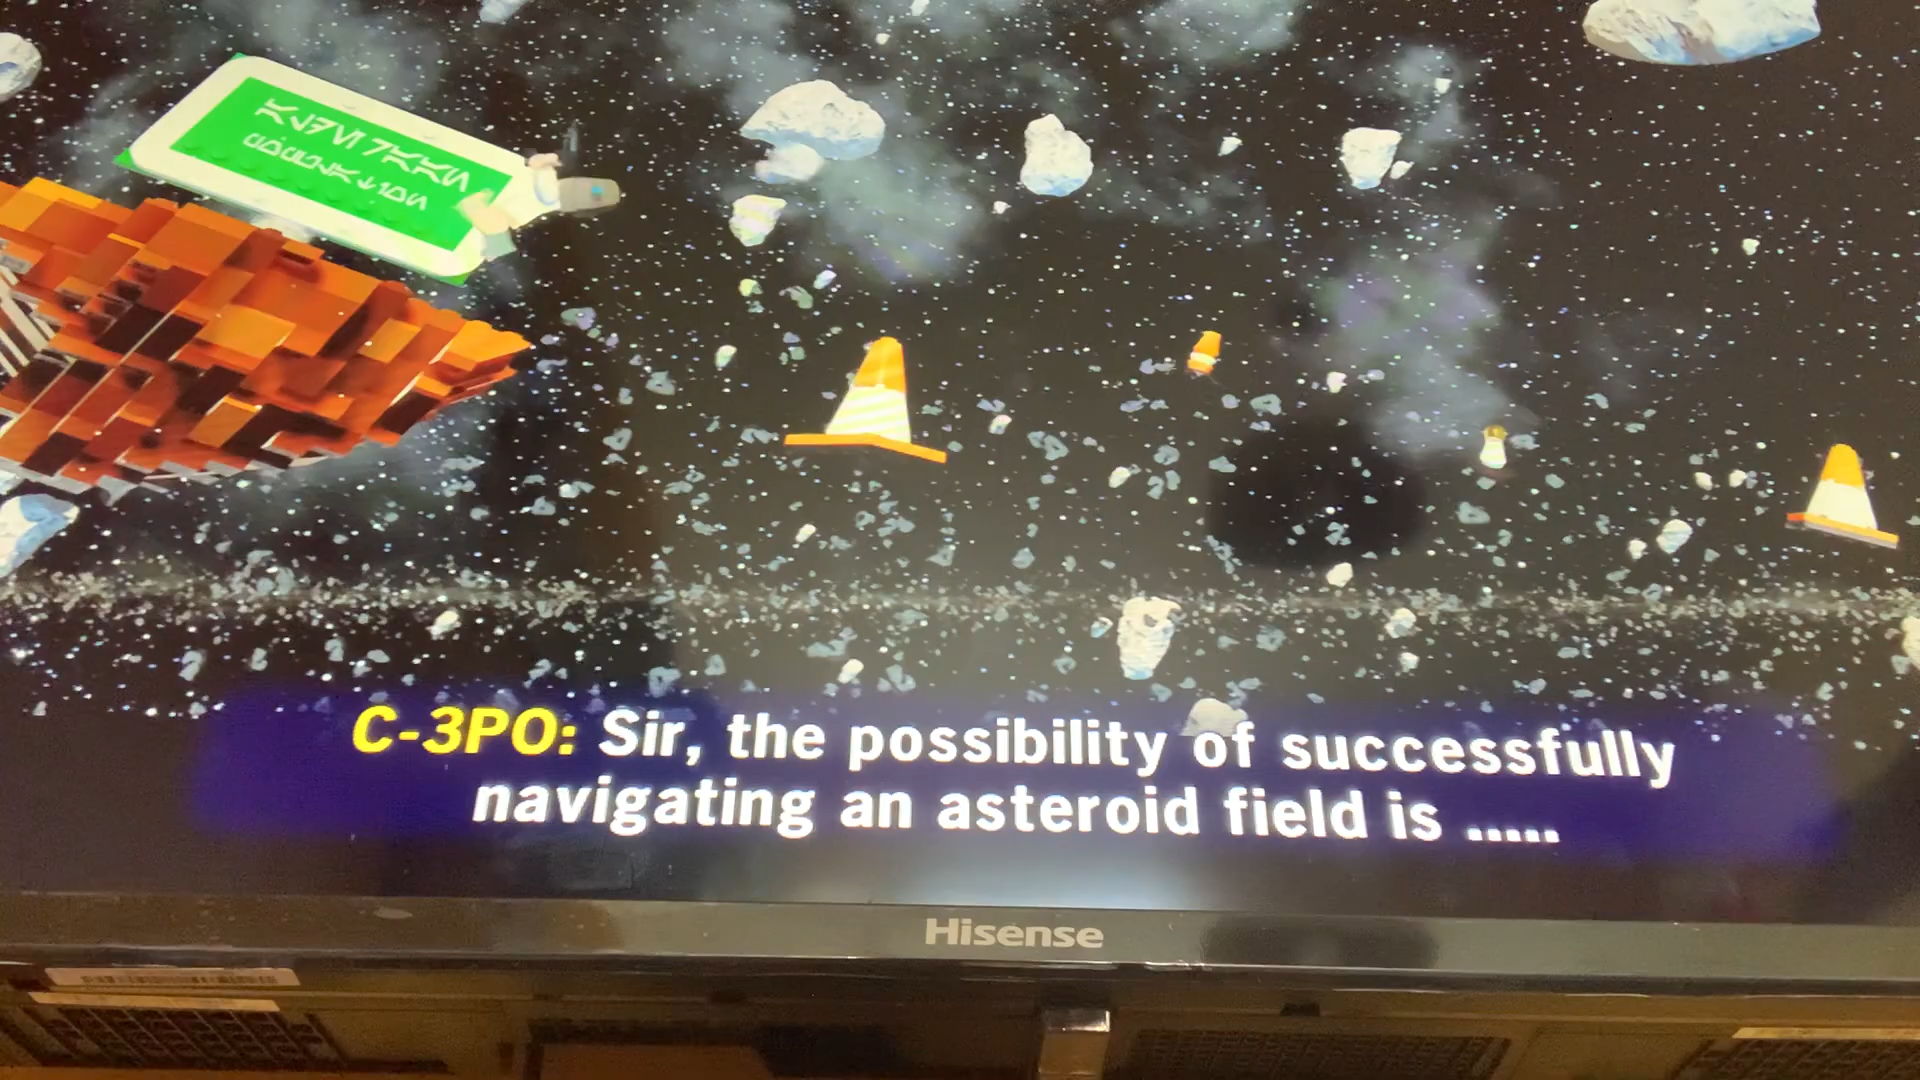 C-3PO: Sir, the possibility of successfully
navigating an asteroid field is .....
Hisense